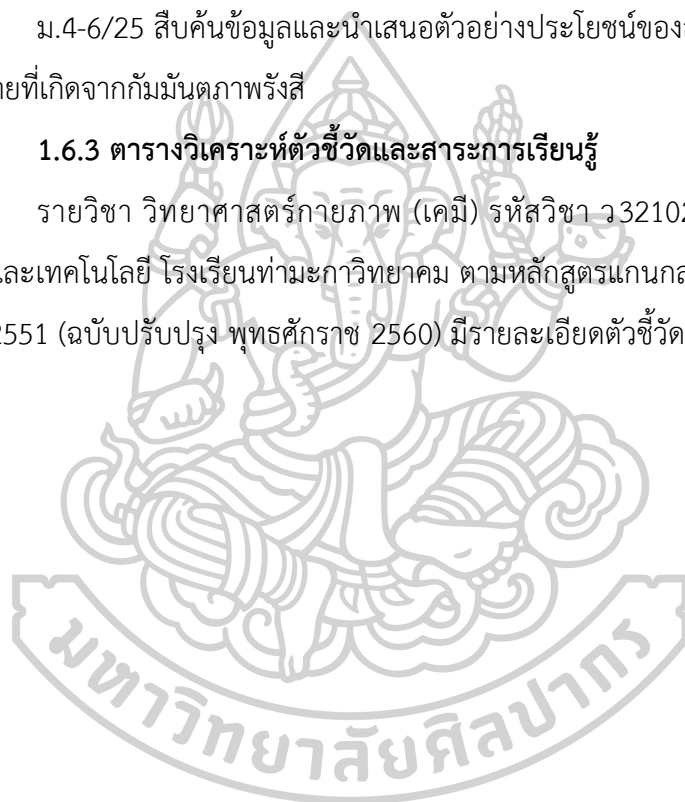 ม.4-6/25 สืบค้นข้อมูลและนำเสนอตัวอย่างประโยชน์ของ
ายที่เกิดจากกัมมันตภาพรังสี
1.6.3 ตารางวิเคราะห์ตัวชี้วัดและสาระการเรียนรู้
รายวิชา วิทยาศาสตร์กายภาพ (เคมี) รหัสวิชา ว32102
และเทคโนโลยี โรงเรียนท่ามะกาวิทยาคม ตามหลักสูตรแกนกล
2551 (ฉบับปรับปรุง พุทธศักราช 2560) มีรายละเอียดตัวชี้วัด
มหาวิทยาลัยศิลปากร